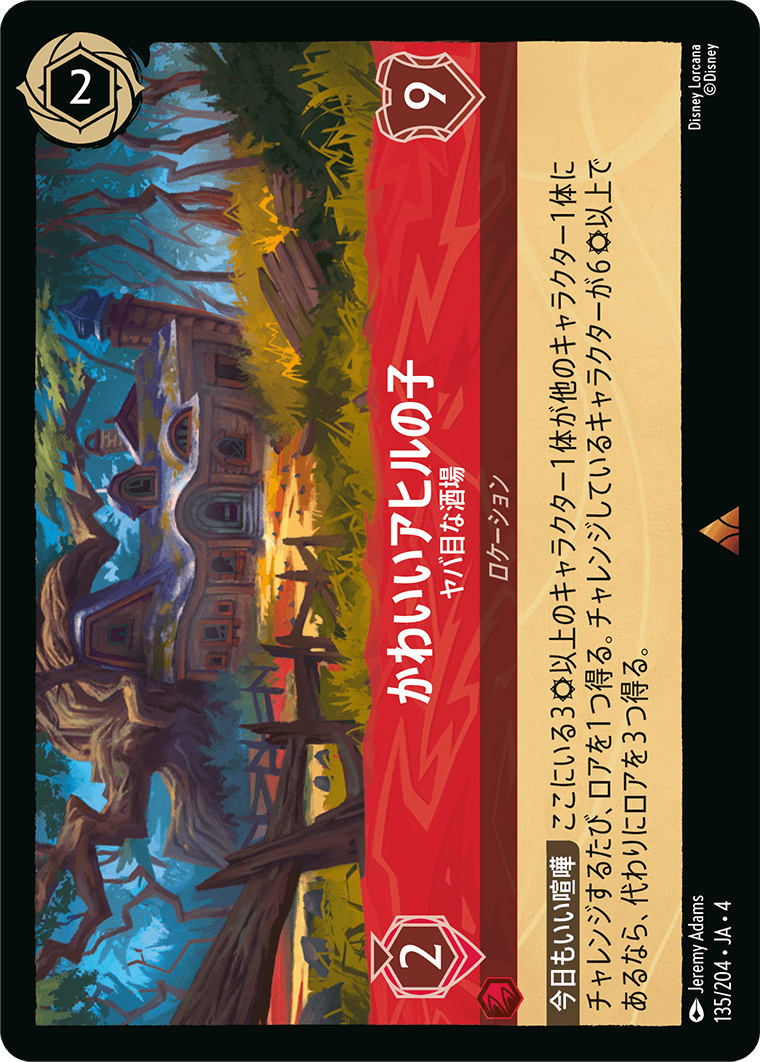 2
2
かわいいアヒルの子
ヤバ目な酒場
9
ロケーション
今日もいい喧嘩 ここにいる3以上のキャラクター1体が他のキャラクター1体に
チャレンジするたび、ロアを1つ得る。チャレンジしているキャラクターが6以上で
あるなら、代わりにロアを3つ得る。
Jeremy Adams
135/204 • JA • 4
Disney Lorcana
©Disney